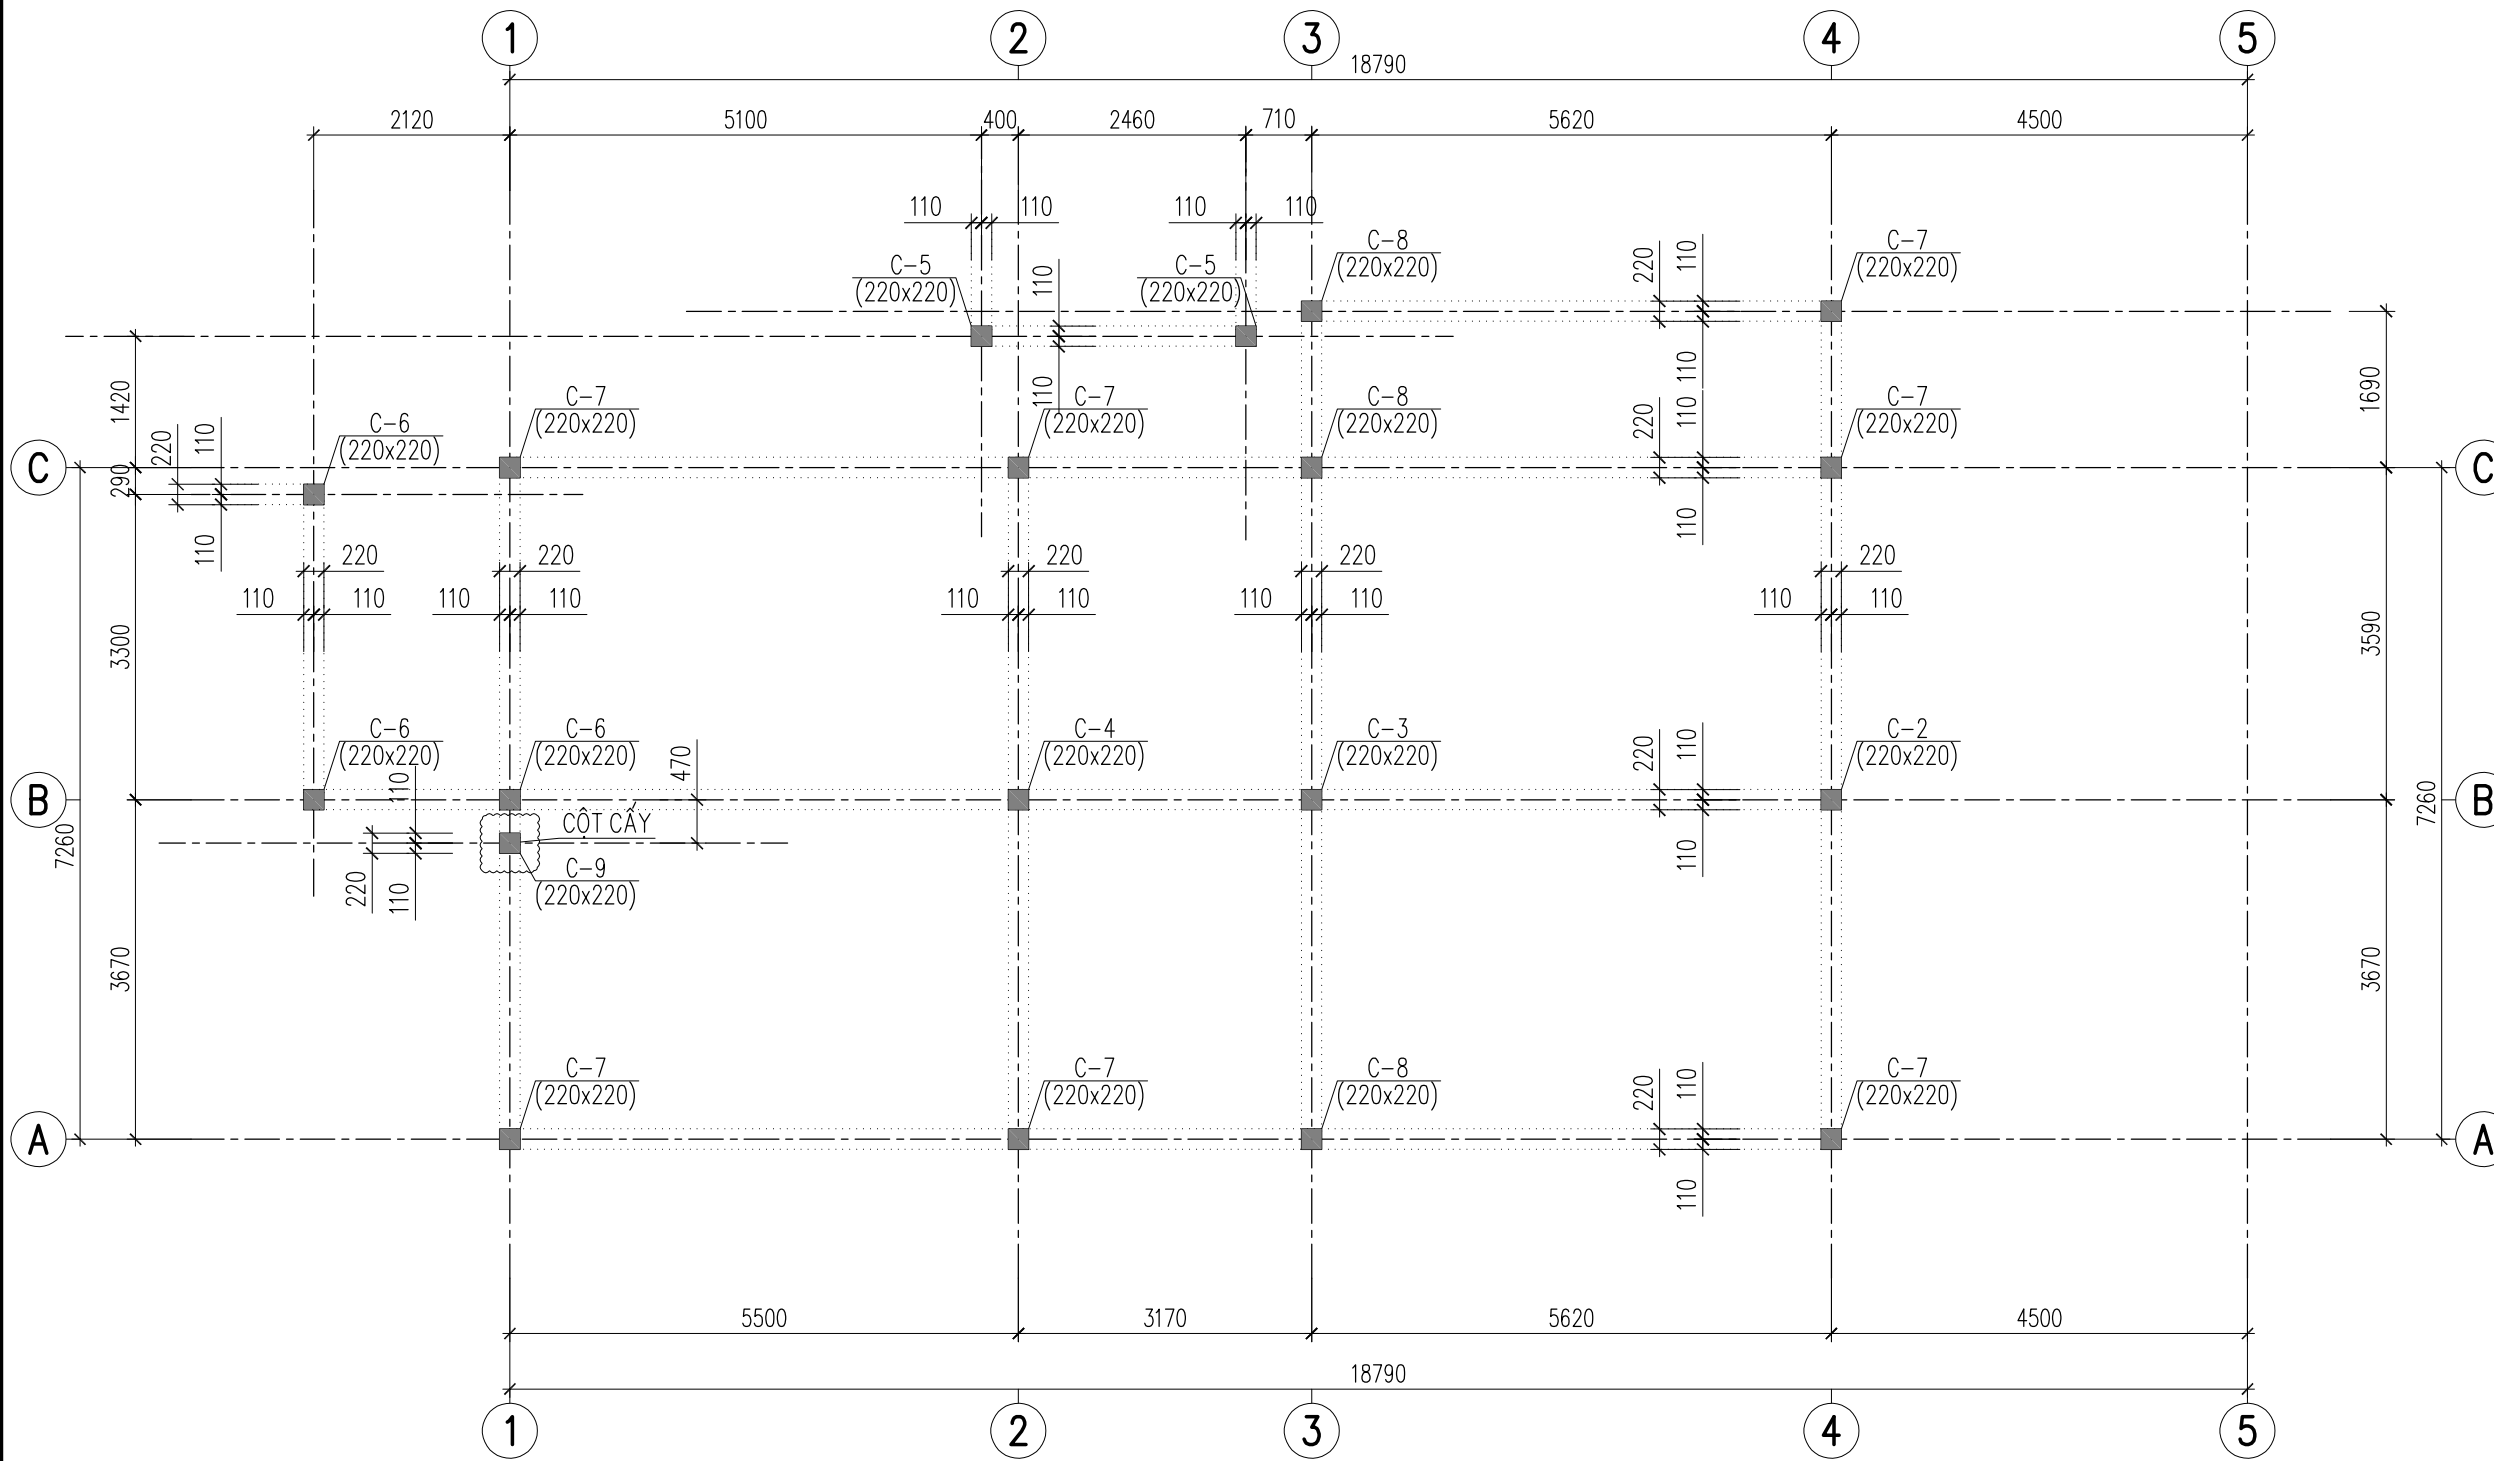 1 2 3 4 5
18790
2120 5100 400 2460 710 5620 4500
110 110 110 110
C-5
(220x220)
C-5
(220x220)
C-8
(220x220)
C-7
(220x220)
110
110
220
110
110
1420
290
1690
C-6
(220x220)
C-7
(220x220)
C-7
(220x220)
C-8
(220x220)
C-7
(220x220)
220
110
110
220
110
110
C C
220 220 220 220 220
110 110 110 110 110 110 110 110 110 110
3300
3590
C-6
(220x220)
C-6
(220x220)
C-4
(220x220)
C-3
(220x220)
C-2
(220x220)
470
110
220
110
220
110
110
B B
7260
7260
CỘT CẤY
C-9
(220x220)
3670
3670
C-7
(220x220)
C-7
(220x220)
C-8
(220x220)
C-7
(220x220)
220
110
110
A A
5500 3170 5620 4500
18790
1 2 3 4 5